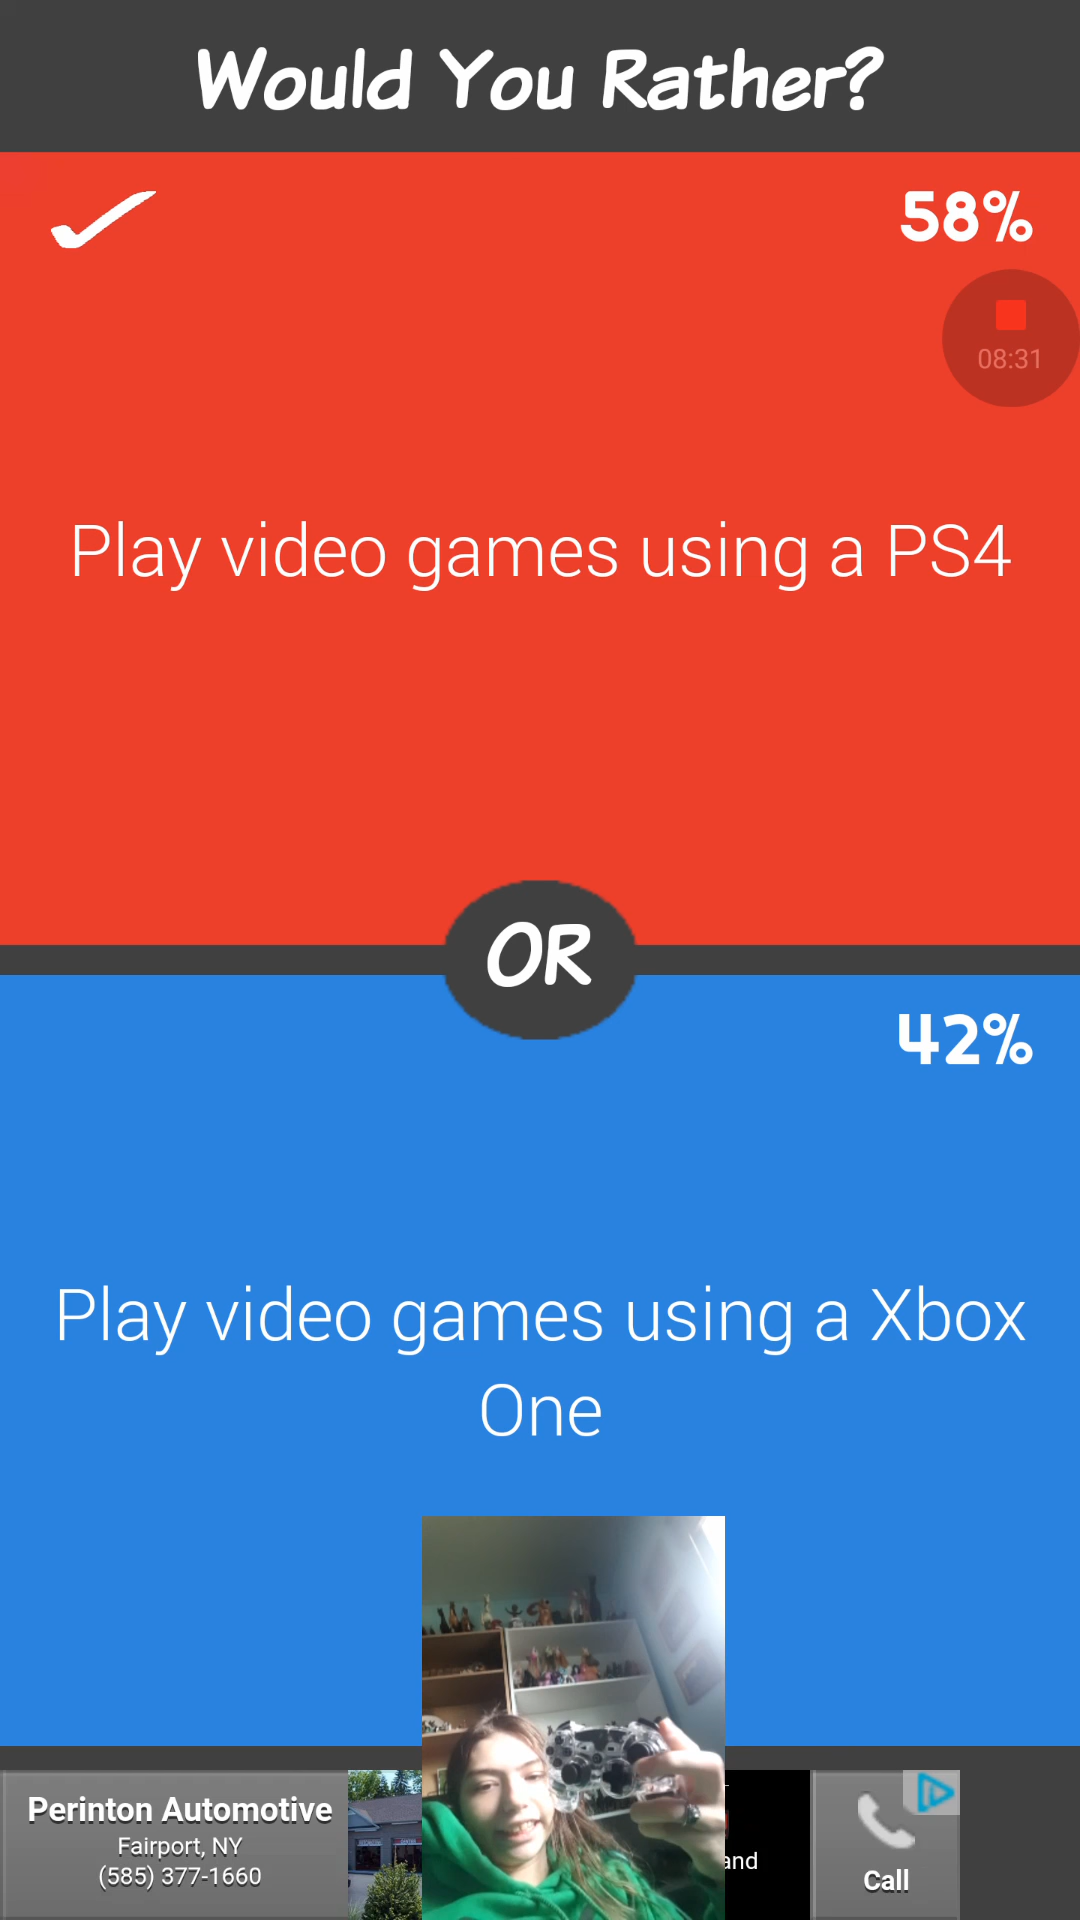 Would You Rather?
58%
08:31
Play video games using a PS4
OR
42%
Play video games using a Xbox
One
Perinton Automotive
Fairport, NY
(585) 377-1660
and
Call